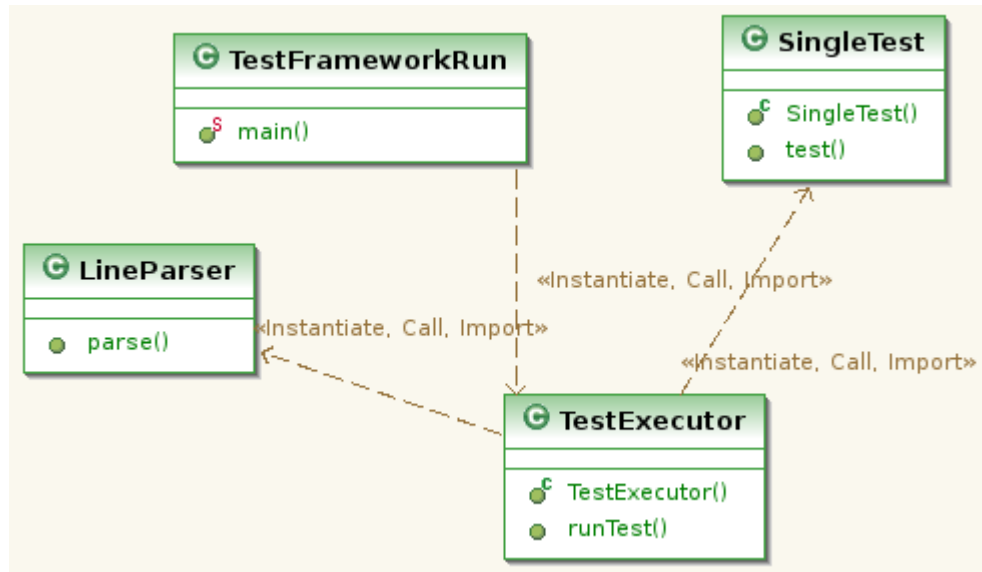 C TestFrameworkRun
S main()
C SingleTest
C SingleTest()
test()
C LineParser
parse()
«Instantiate, Call, Import»
«Instantiate, Call, Import»
«Instantiate, Call, Import»
C TestExecutor
C TestExecutor()
runTest()